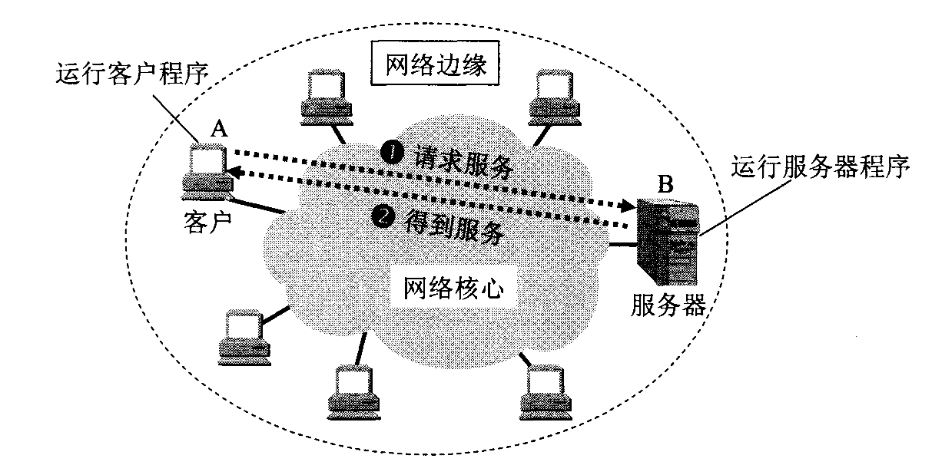 网络边缘
运行客户程序
A
❶ 请求服务
B
运行服务器程序
客户
❷ 得到服务
网络核心
服务器